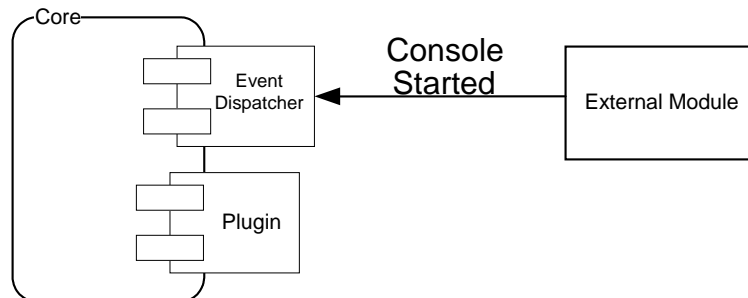 Core
Event
Dispatcher
Console
Started
External Module
Plugin